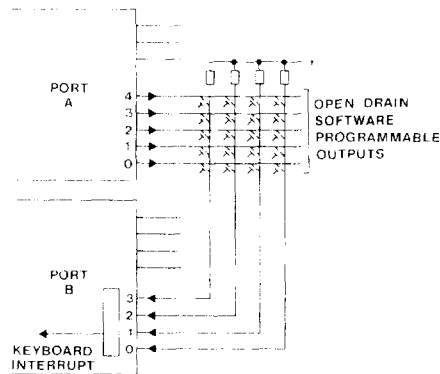 PORT
A
4
3
2
1
0
OPEN DRAIN
SOFTWARE
PROGRAMMABLE
OUTPUTS
PORT
B
3
2
1
0
KEYBOARD
INTERRUPT